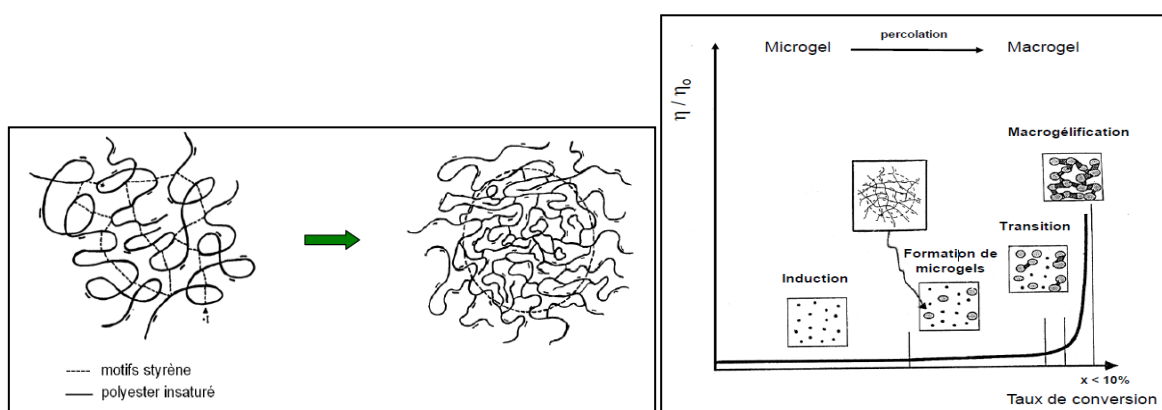 motifs styrène
polyester insaturé
percolation
Microgel
Macrogel
η / η₀
Macrogélification
Transition
Formation de
microgels
Induction
x < 10%
Taux de conversion